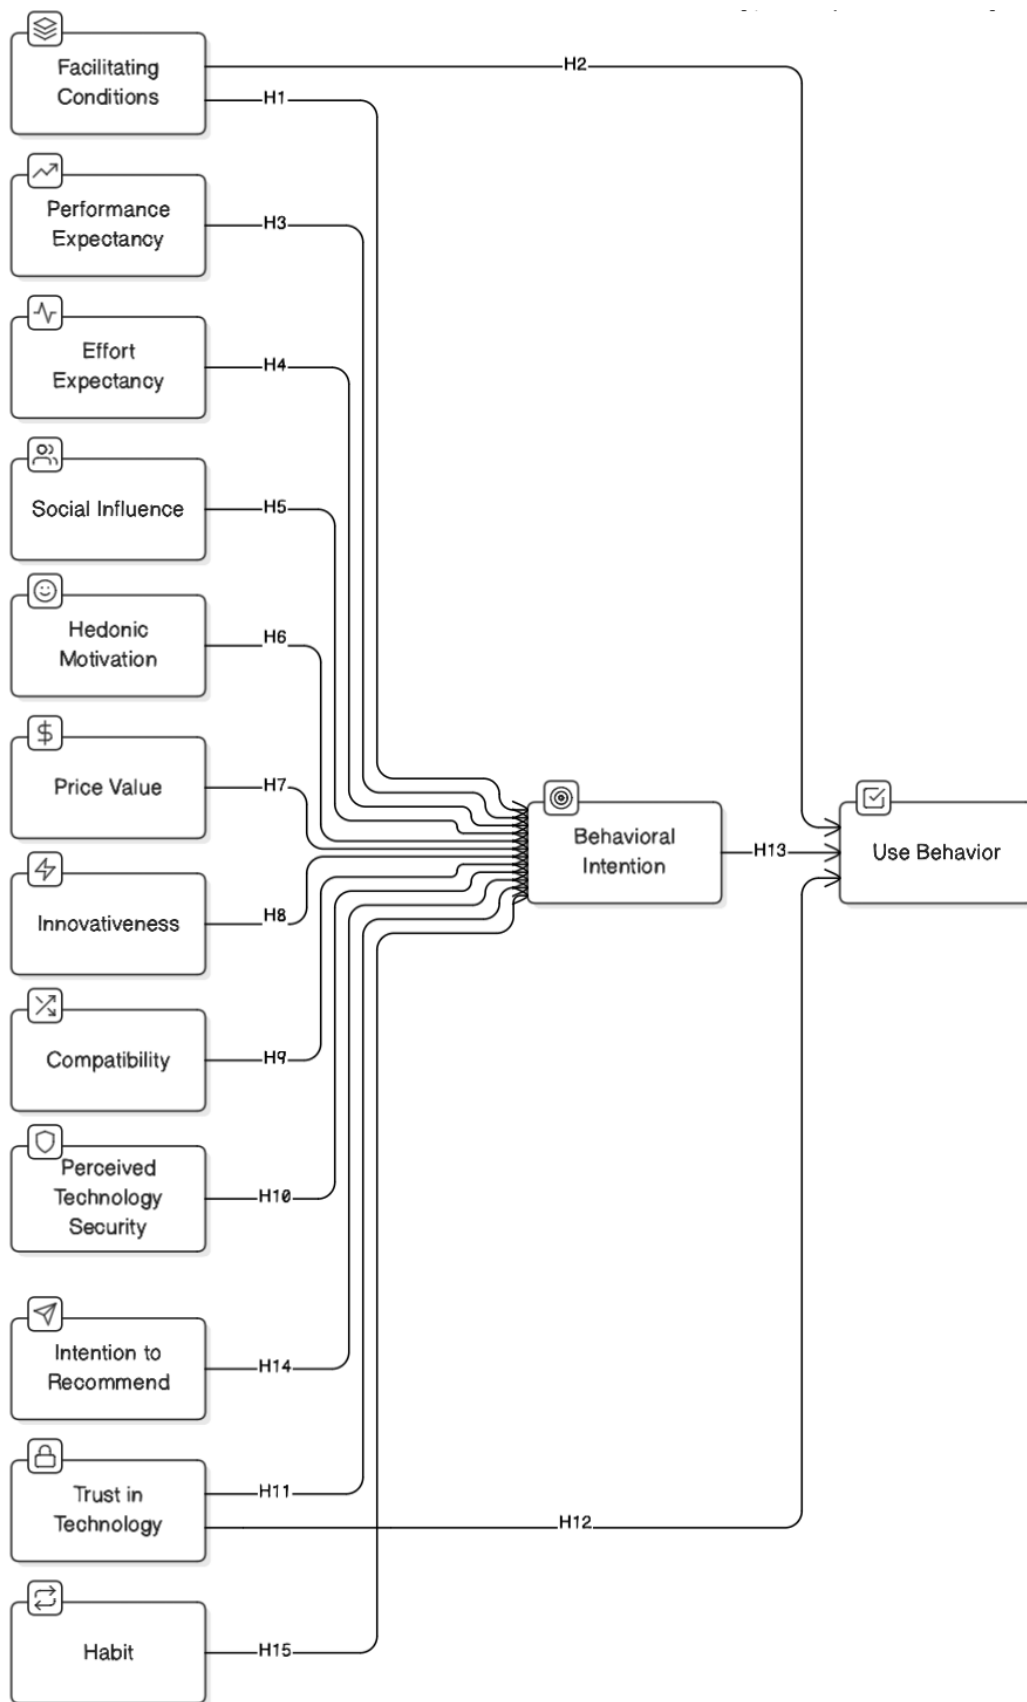 Facilitating
Conditions
H2
H1
Performance
Expectancy
H3
Effort
Expectancy
H4
Social Influence
H5
Hedonic
Motivation
H6
Price Value
H7
Behavioral
Intention
H13
Use Behavior
Innovativeness
H8
Compatibility
H9
Perceived
Technology
Security
H10
Intention to
Recommend
H14
Trust in
Technology
H11
H12
Habit
H15